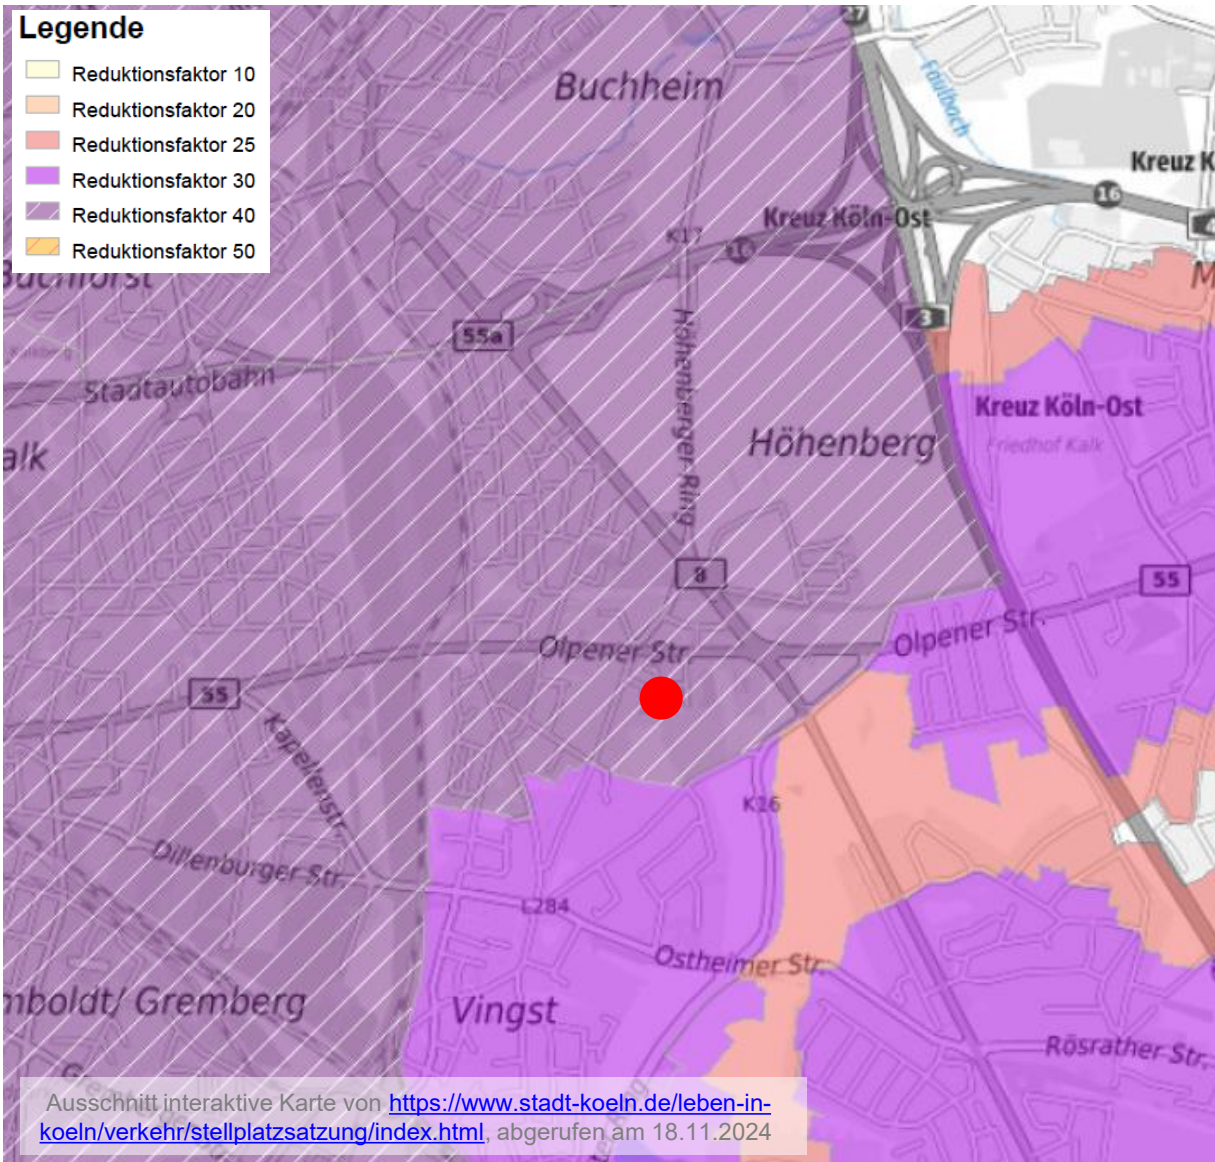 Legende
Reduktionsfaktor 10
Reduktionsfaktor 20
Reduktionsfaktor 25
Reduktionsfaktor 30
Reduktionsfaktor 40
Reduktionsfaktor 50
Buchheim
Faulbach
Kreuz K
16
Kreuz Köln-Ost
K17
16
4
M
3
Buchforst
55a
Stadtautobahn
Höhenberger-Ring
Kreuz Köln-Ost
Friedhof Kalk
Höhenberg
alk
8
55
Olpener Str.
Olpener Str.
55
Kapellenstr.
K26
Dillenburger Str.
L284
Ostheimer Str.
mboldt/ Gremberg
Vingst
Rösrather Str.
Ausschnitt interaktive Karte von https://www.stadt-koeln.de/leben-in-
koeln/verkehr/stellplatzsatzung/index.html, abgerufen am 18.11.2024